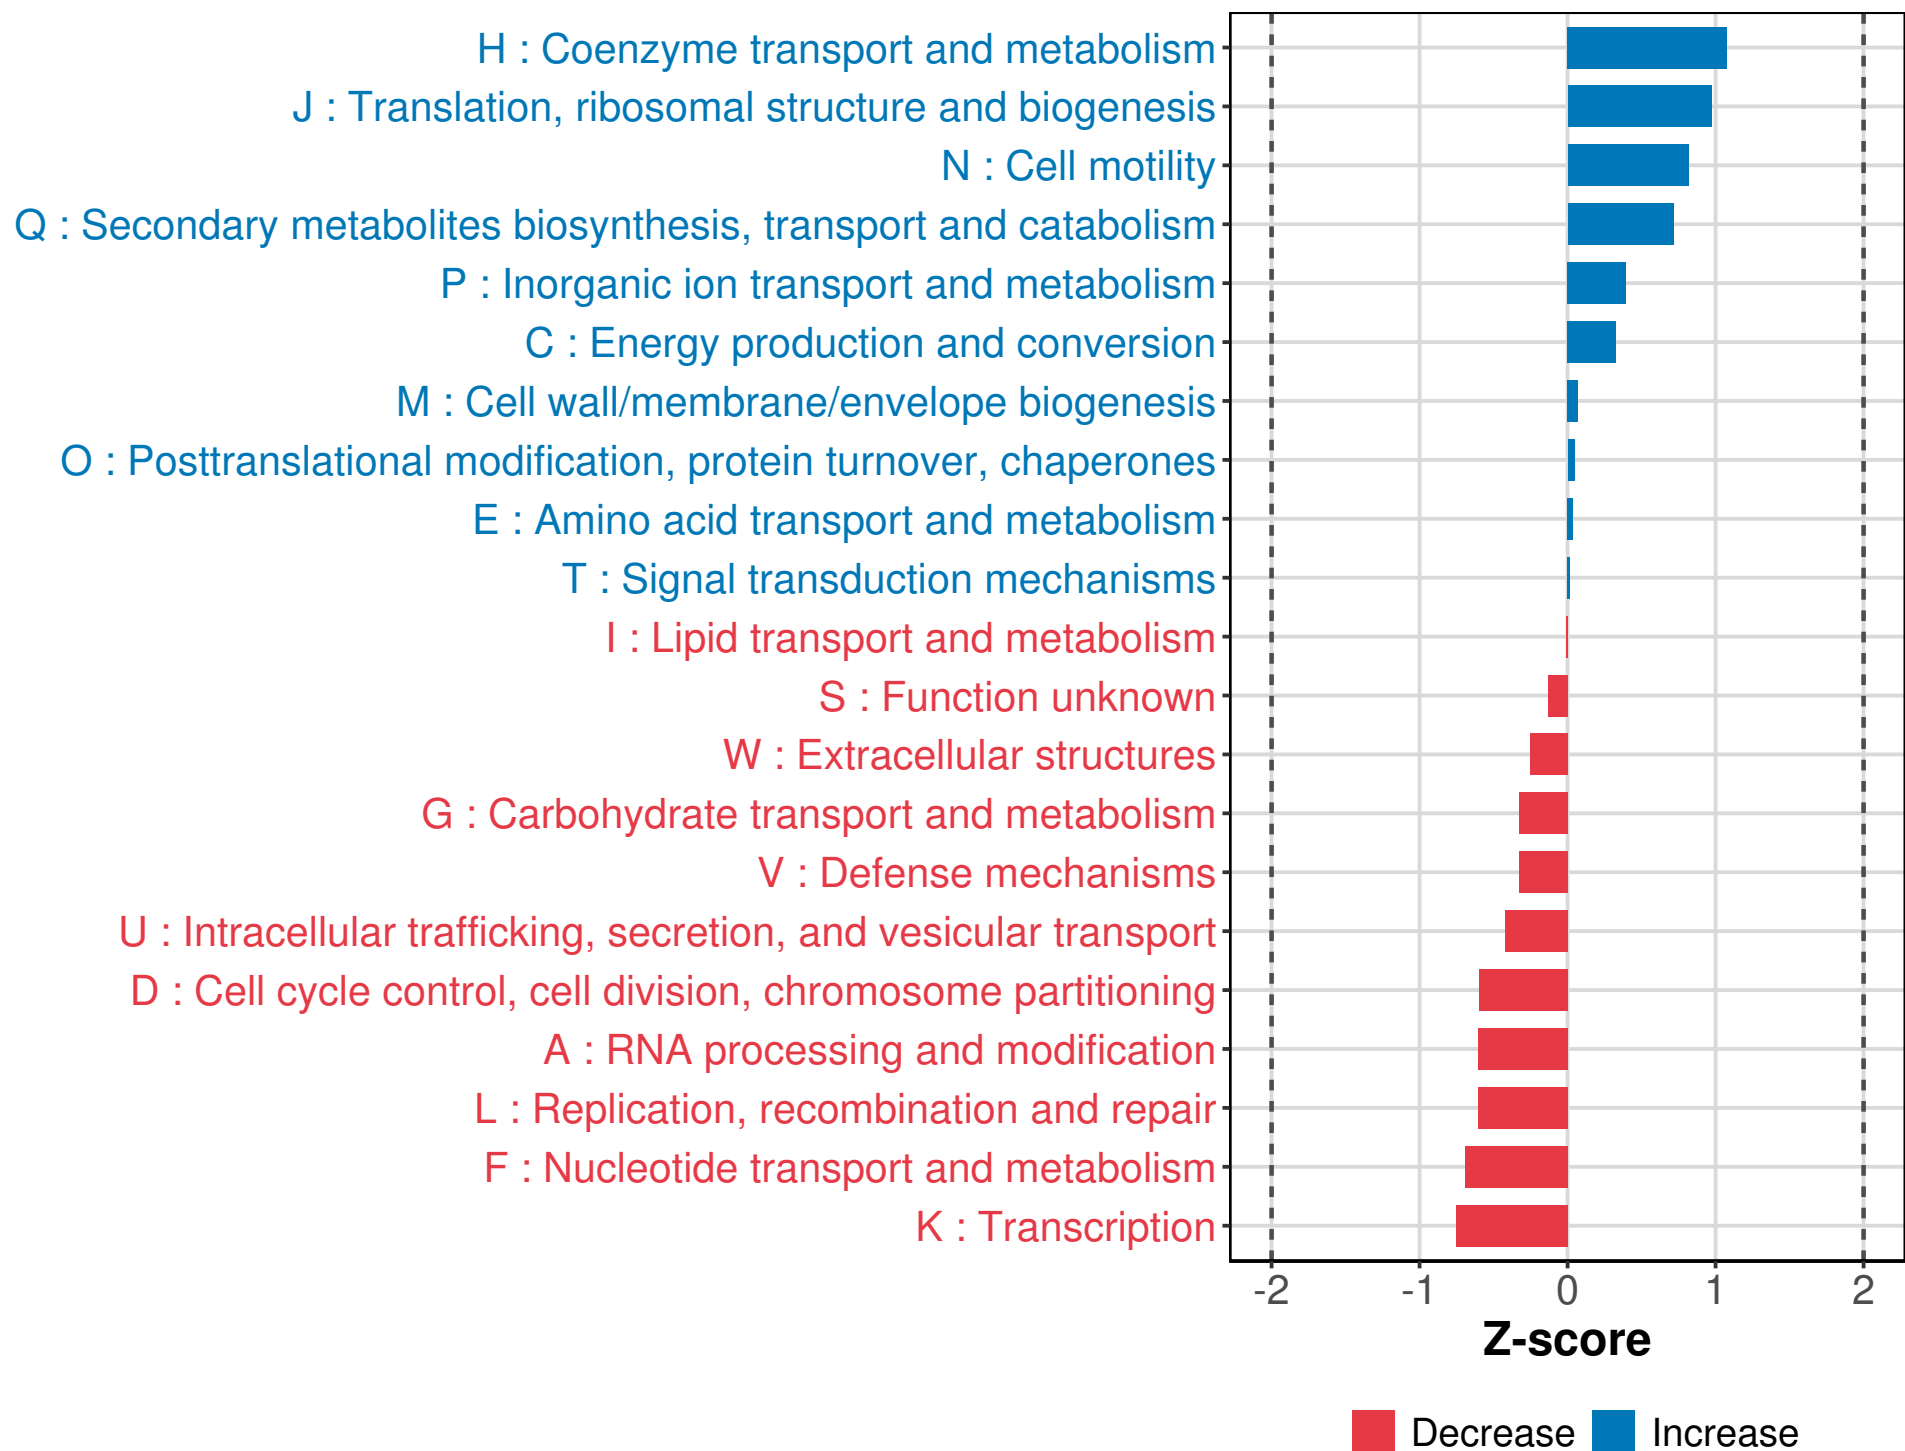 H : Coenzyme transport and metabolism
J : Translation, ribosomal structure and biogenesis
N : Cell motility
Q : Secondary metabolites biosynthesis, transport and catabolism
P : Inorganic ion transport and metabolism
C : Energy production and conversion
M : Cell wall/membrane/envelope biogenesis
O : Posttranslational modification, protein turnover, chaperones
E : Amino acid transport and metabolism
T : Signal transduction mechanisms
I : Lipid transport and metabolism
S : Function unknown
W : Extracellular structures
G : Carbohydrate transport and metabolism
V : Defense mechanisms
U : Intracellular trafficking, secretion, and vesicular transport
D : Cell cycle control, cell division, chromosome partitioning
A : RNA processing and modification
L : Replication, recombination and repair
F : Nucleotide transport and metabolism
K : Transcription
-2 -1 0 1 2
Z-score
Decrease Increase